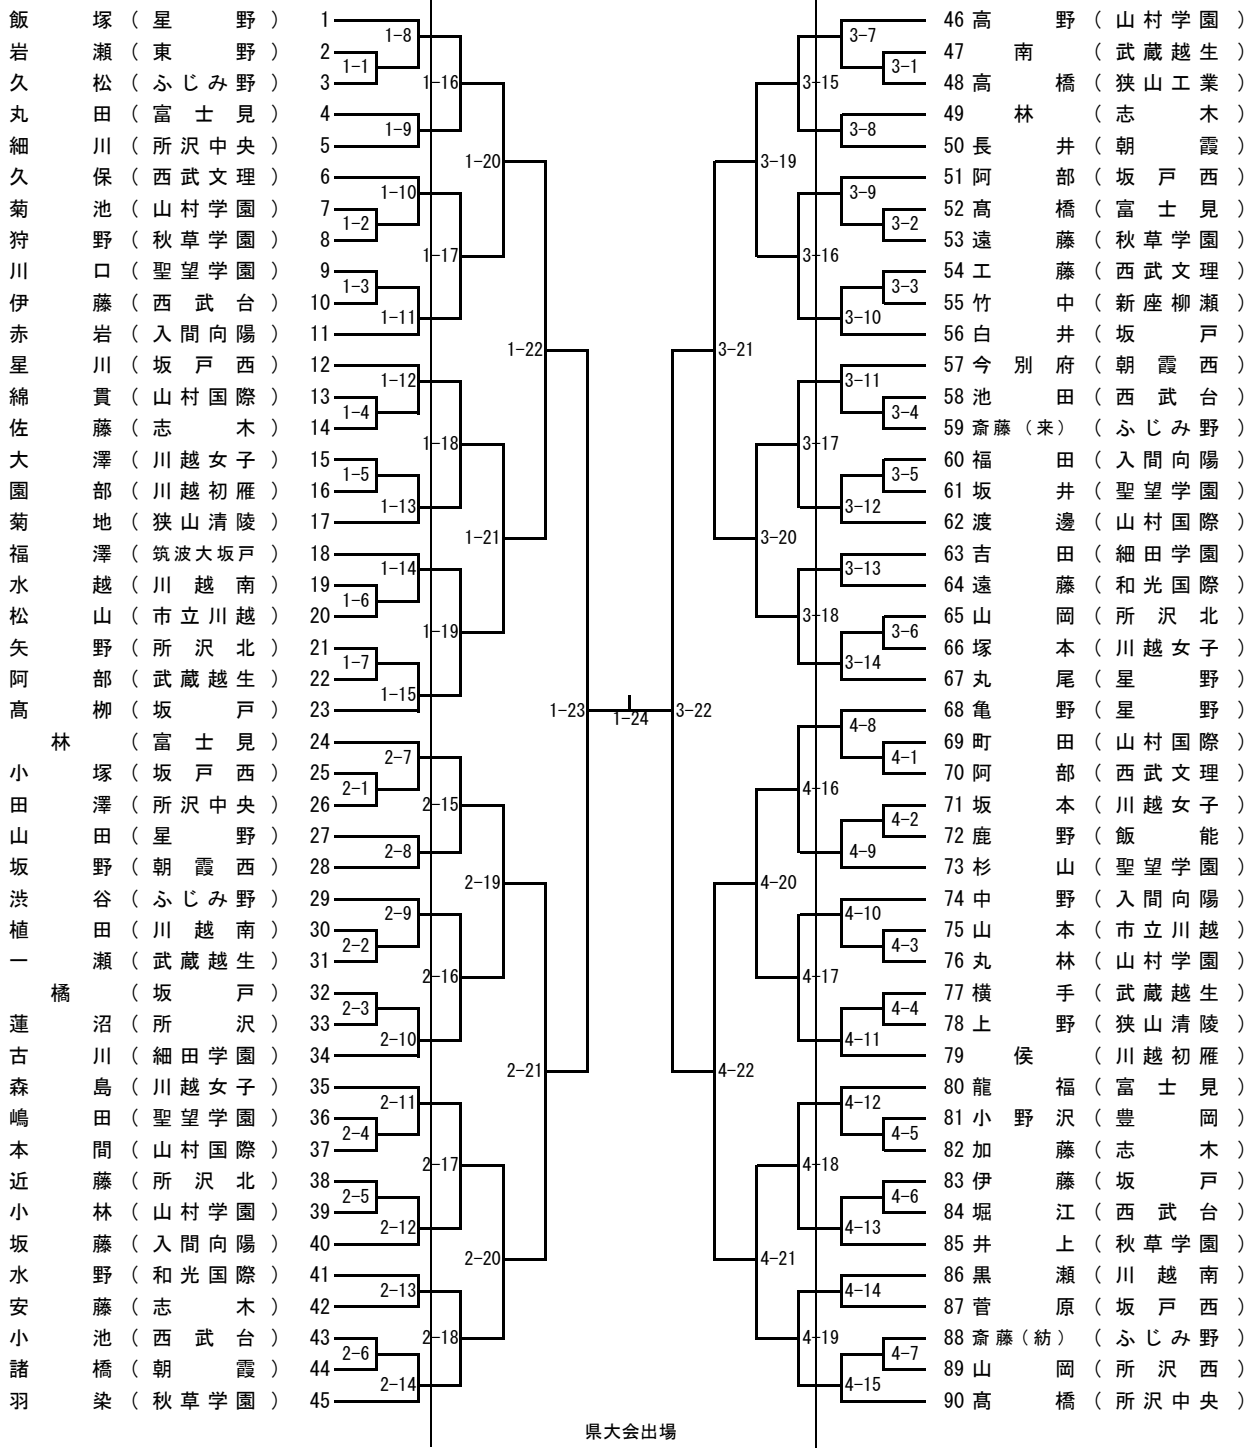 飯塚（星野） 1
岩瀬（東野） 2
久松（ふじみ野） 3
丸田（富士見） 4
細川（所沢中央） 5
久保（西武文理） 6
菊池（山村学園） 7
狩野（秋草学園） 8
川口（聖望学園） 9
伊藤（西武台） 10
赤岩（入間向陽） 11
星川（坂戸西） 12
綿貫（山村国際） 13
佐藤（志木） 14
大澤（川越女子） 15
園部（川越初雁） 16
菊地（狭山清陵） 17
福澤（筑波大坂戸） 18
水越（川越南） 19
松山（市立川越） 20
矢野（所沢北） 21
阿部（武蔵越生） 22
髙栁（坂戸） 23
林（富士見） 24
小塚（坂戸西） 25
田澤（所沢中央） 26
山田（星野） 27
坂野（朝霞西） 28
渋谷（ふじみ野） 29
植田（川越南） 30
一瀬（武蔵越生） 31
橘（坂戸） 32
蓮沼（所沢） 33
古川（細田学園） 34
森島（川越女子） 35
嶋田（聖望学園） 36
本間（山村国際） 37
近藤（所沢北） 38
小林（山村学園） 39
坂藤（入間向陽） 40
水野（和光国際） 41
安藤（志木） 42
小池（西武台） 43
諸橋（朝霞） 44
羽染（秋草学園） 45
1-8
1-1
1-16
1-9
1-20
1-10
1-2
1-17
1-3
1-11
1-22
1-12
1-4
1-18
1-5
1-13
1-21
1-14
1-6
1-19
1-7
1-15
1-23
1-24
2-7
2-1
2-15
2-8
2-19
2-9
2-2
2-16
2-3
2-10
2-21
2-11
2-4
2-17
2-5
2-12
2-20
2-13
2-18
2-6
2-14
3-7
3-1
3-15
3-8
3-19
3-9
3-2
3-16
3-3
3-10
3-21
3-11
3-4
3-17
3-5
3-12
3-20
3-13
3-18
3-6
3-14
3-22
4-8
4-1
4-16
4-2
4-9
4-20
4-10
4-3
4-17
4-4
4-11
4-22
4-12
4-5
4-18
4-6
4-13
4-21
4-14
4-19
4-7
4-15
46 高野（山村学園）
47 南（武蔵越生）
48 高橋（狭山工業）
49 林（志木）
50 長井（朝霞）
51 阿部（坂戸西）
52 髙橋（富士見）
53 遠藤（秋草学園）
54 工藤（西武文理）
55 竹中（新座柳瀬）
56 白井（坂戸）
57 今別府（朝霞西）
58 池田（西武台）
59 斎藤（来）（ふじみ野）
60 福田（入間向陽）
61 坂井（聖望学園）
62 渡邊（山村国際）
63 吉田（細田学園）
64 遠藤（和光国際）
65 山岡（所沢北）
66 塚本（川越女子）
67 丸尾（星野）
68 亀野（星野）
69 町田（山村国際）
70 阿部（西武文理）
71 坂本（川越女子）
72 鹿野（飯能）
73 杉山（聖望学園）
74 中野（入間向陽）
75 山本（市立川越）
76 丸林（山村学園）
77 横手（武蔵越生）
78 上野（狭山清陵）
79 侯（川越初雁）
80 龍福（富士見）
81 小野沢（豊岡）
82 加藤（志木）
83 伊藤（坂戸）
84 堀江（西武台）
85 井上（秋草学園）
86 黒瀬（川越南）
87 菅原（坂戸西）
88 斎藤（紡）（ふじみ野）
89 山岡（所沢西）
90 髙橋（所沢中央）
県大会出場